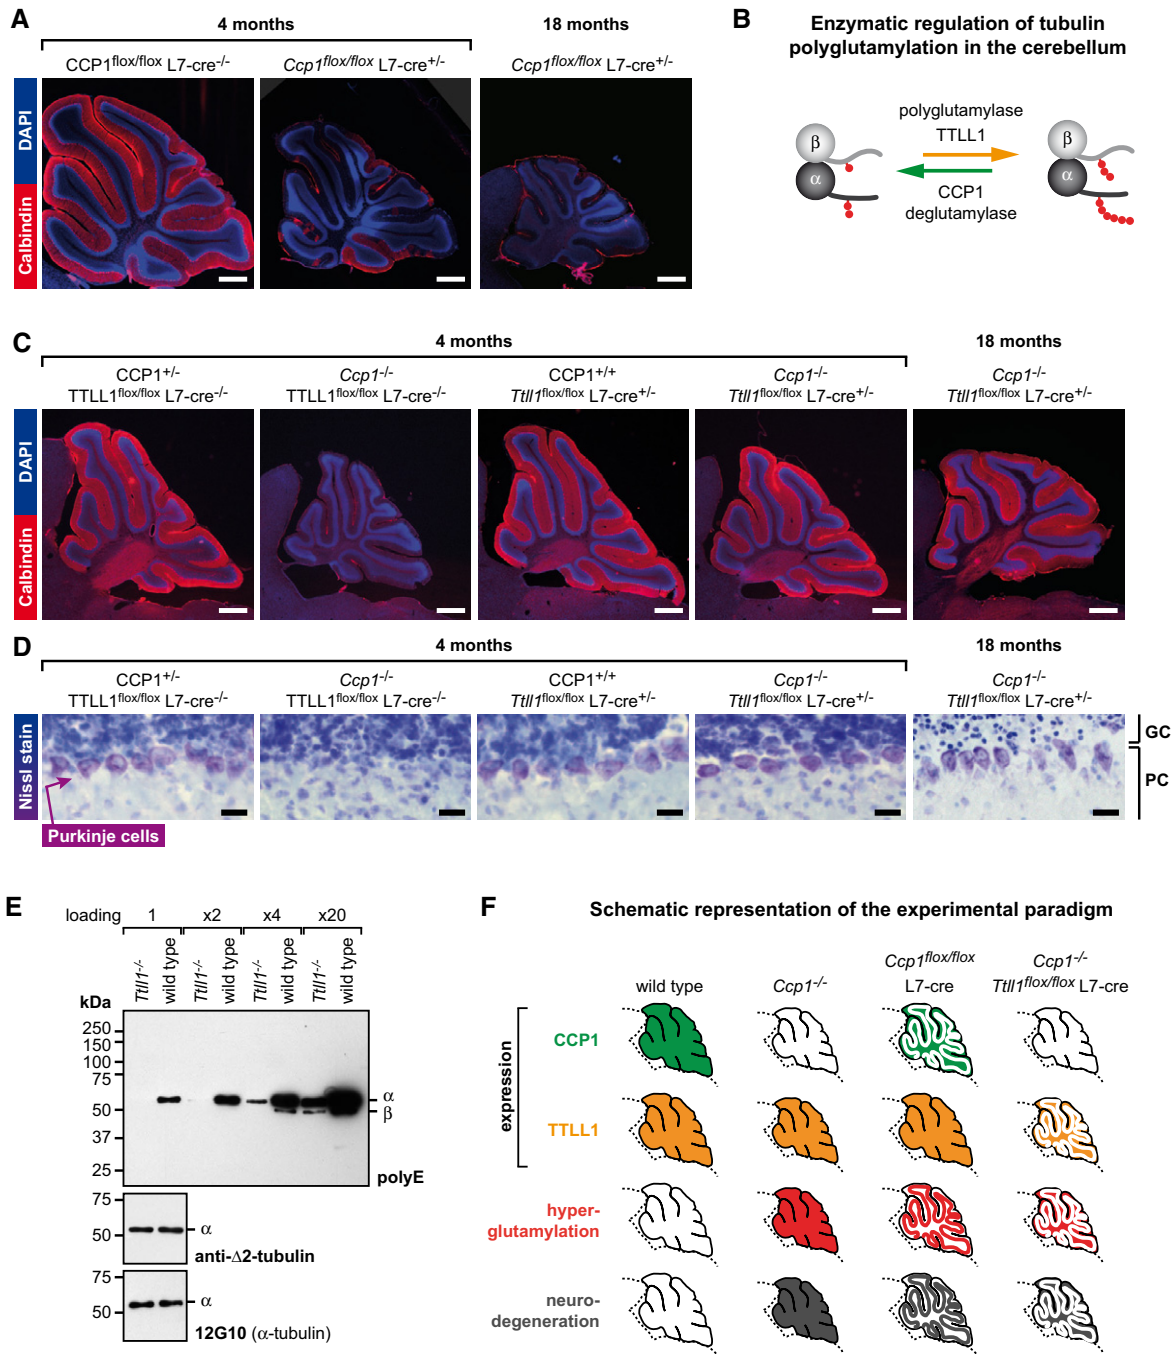 A
4 months
18 months
CCP1flox/flox L7-cre-/-
Ccp1flox/flox L7-cre+/-
Ccp1flox/flox L7-cre+/-
DAPI
Calbindin
B
Enzymatic regulation of tubulin
polyglutamylation in the cerebellum
polyglutamylase
TTLL1
β
α
CCP1
deglutamylase
β
α
C
4 months
18 months
CCP1+/-
TTLL1flox/flox L7-cre-/-
Ccp1-/-
TTLL1flox/flox L7-cre-/-
CCP1+/+
Ttll1flox/flox L7-cre+/-
Ccp1-/-
Ttll1flox/flox L7-cre+/-
Ccp1-/-
Ttll1flox/flox L7-cre+/-
DAPI
Calbindin
D
4 months
18 months
CCP1+/-
TTLL1flox/flox L7-cre-/-
Ccp1-/-
TTLL1flox/flox L7-cre-/-
CCP1+/+
Ttll1flox/flox L7-cre+/-
Ccp1-/-
Ttll1flox/flox L7-cre+/-
Ccp1-/-
Ttll1flox/flox L7-cre+/-
Nissl stain
GC
PC
Purkinje cells
E
loading 1 x2 x4 x20
Ttll1-/-
wild type
Ttll1-/-
wild type
Ttll1-/-
wild type
Ttll1-/-
wild type
kDa
250
150
100
75
50
37
25
α
β
polyE
75
50
α
anti-Δ2-tubulin
75
50
α
12G10 (α-tubulin)
F
Schematic representation of the experimental paradigm
wild type
Ccp1-/-
Ccp1flox/flox
L7-cre
Ccp1-/-
Ttll1flox/flox L7-cre
expression
CCP1
TTLL1
hyper-
glutamylation
neuro-
degeneration